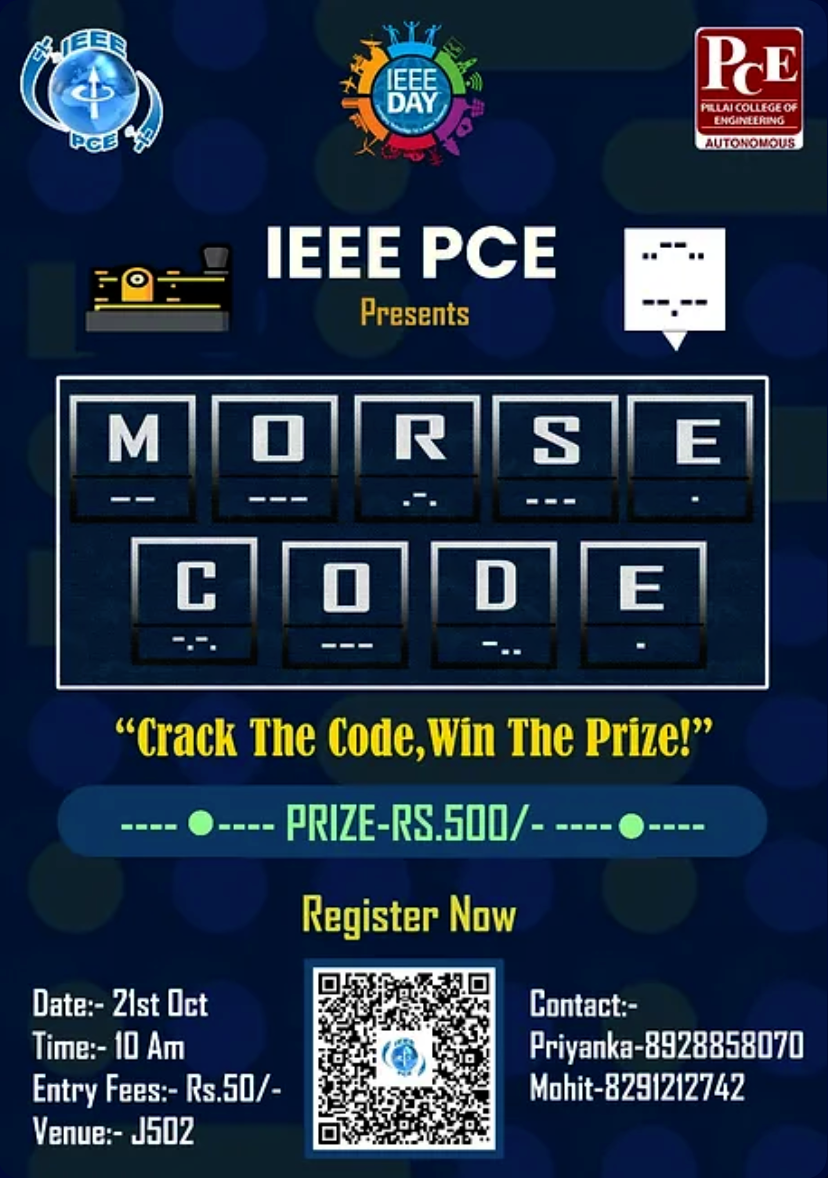 IEEE
PCE
IEEE
DAY
PCE
PILLAI COLLEGE OF
ENGINEERING
AUTONOMOUS
IEEE PCE
Presents
..--..
--.--
M O R S E
-- --- .-. --- .
C O D E
-.-. --- -.. .
“Crack The Code,Win The Prize!”
---- ●---- PRIZE-RS.500/- ----●----
Register Now
Date:- 21st Oct
Time:- 10 Am
Entry Fees:- Rs.50/-
Venue:- J502
Contact:-
Priyanka-8928858070
Mohit-8291212742